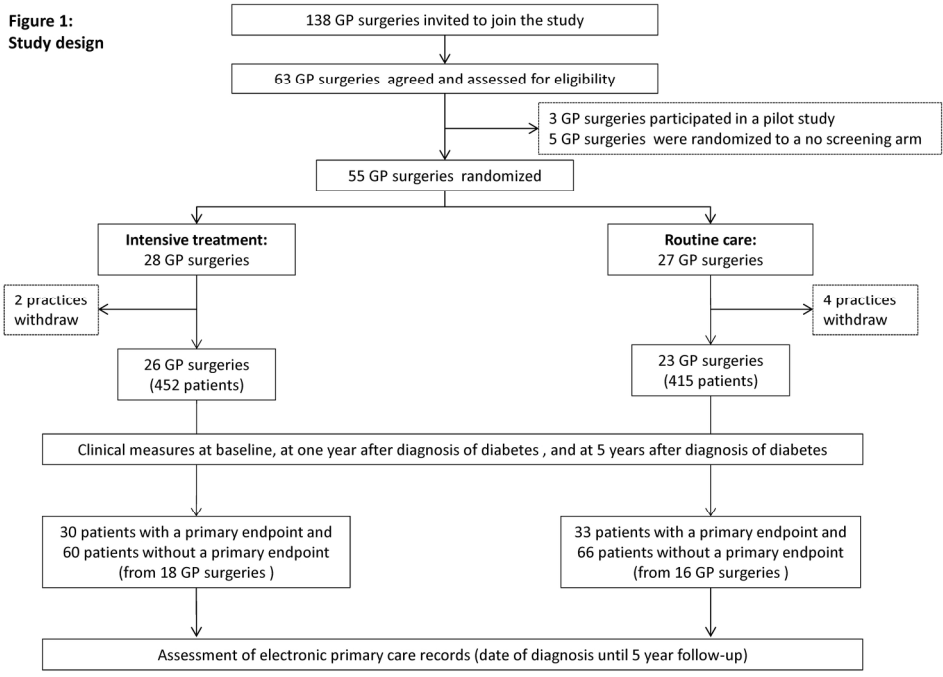 Figure 1:
Study design
138 GP surgeries invited to join the study
63 GP surgeries agreed and assessed for eligibility
3 GP surgeries participated in a pilot study
5 GP surgeries were randomized to a no screening arm
55 GP surgeries randomized
Intensive treatment:
28 GP surgeries
Routine care:
27 GP surgeries
2 practices
withdraw
4 practices
withdraw
26 GP surgeries
(452 patients)
23 GP surgeries
(415 patients)
Clinical measures at baseline, at one year after diagnosis of diabetes , and at 5 years after diagnosis of diabetes
30 patients with a primary endpoint and
60 patients without a primary endpoint
(from 18 GP surgeries )
33 patients with a primary endpoint and
66 patients without a primary endpoint
(from 16 GP surgeries )
Assessment of electronic primary care records (date of diagnosis until 5 year follow-up)